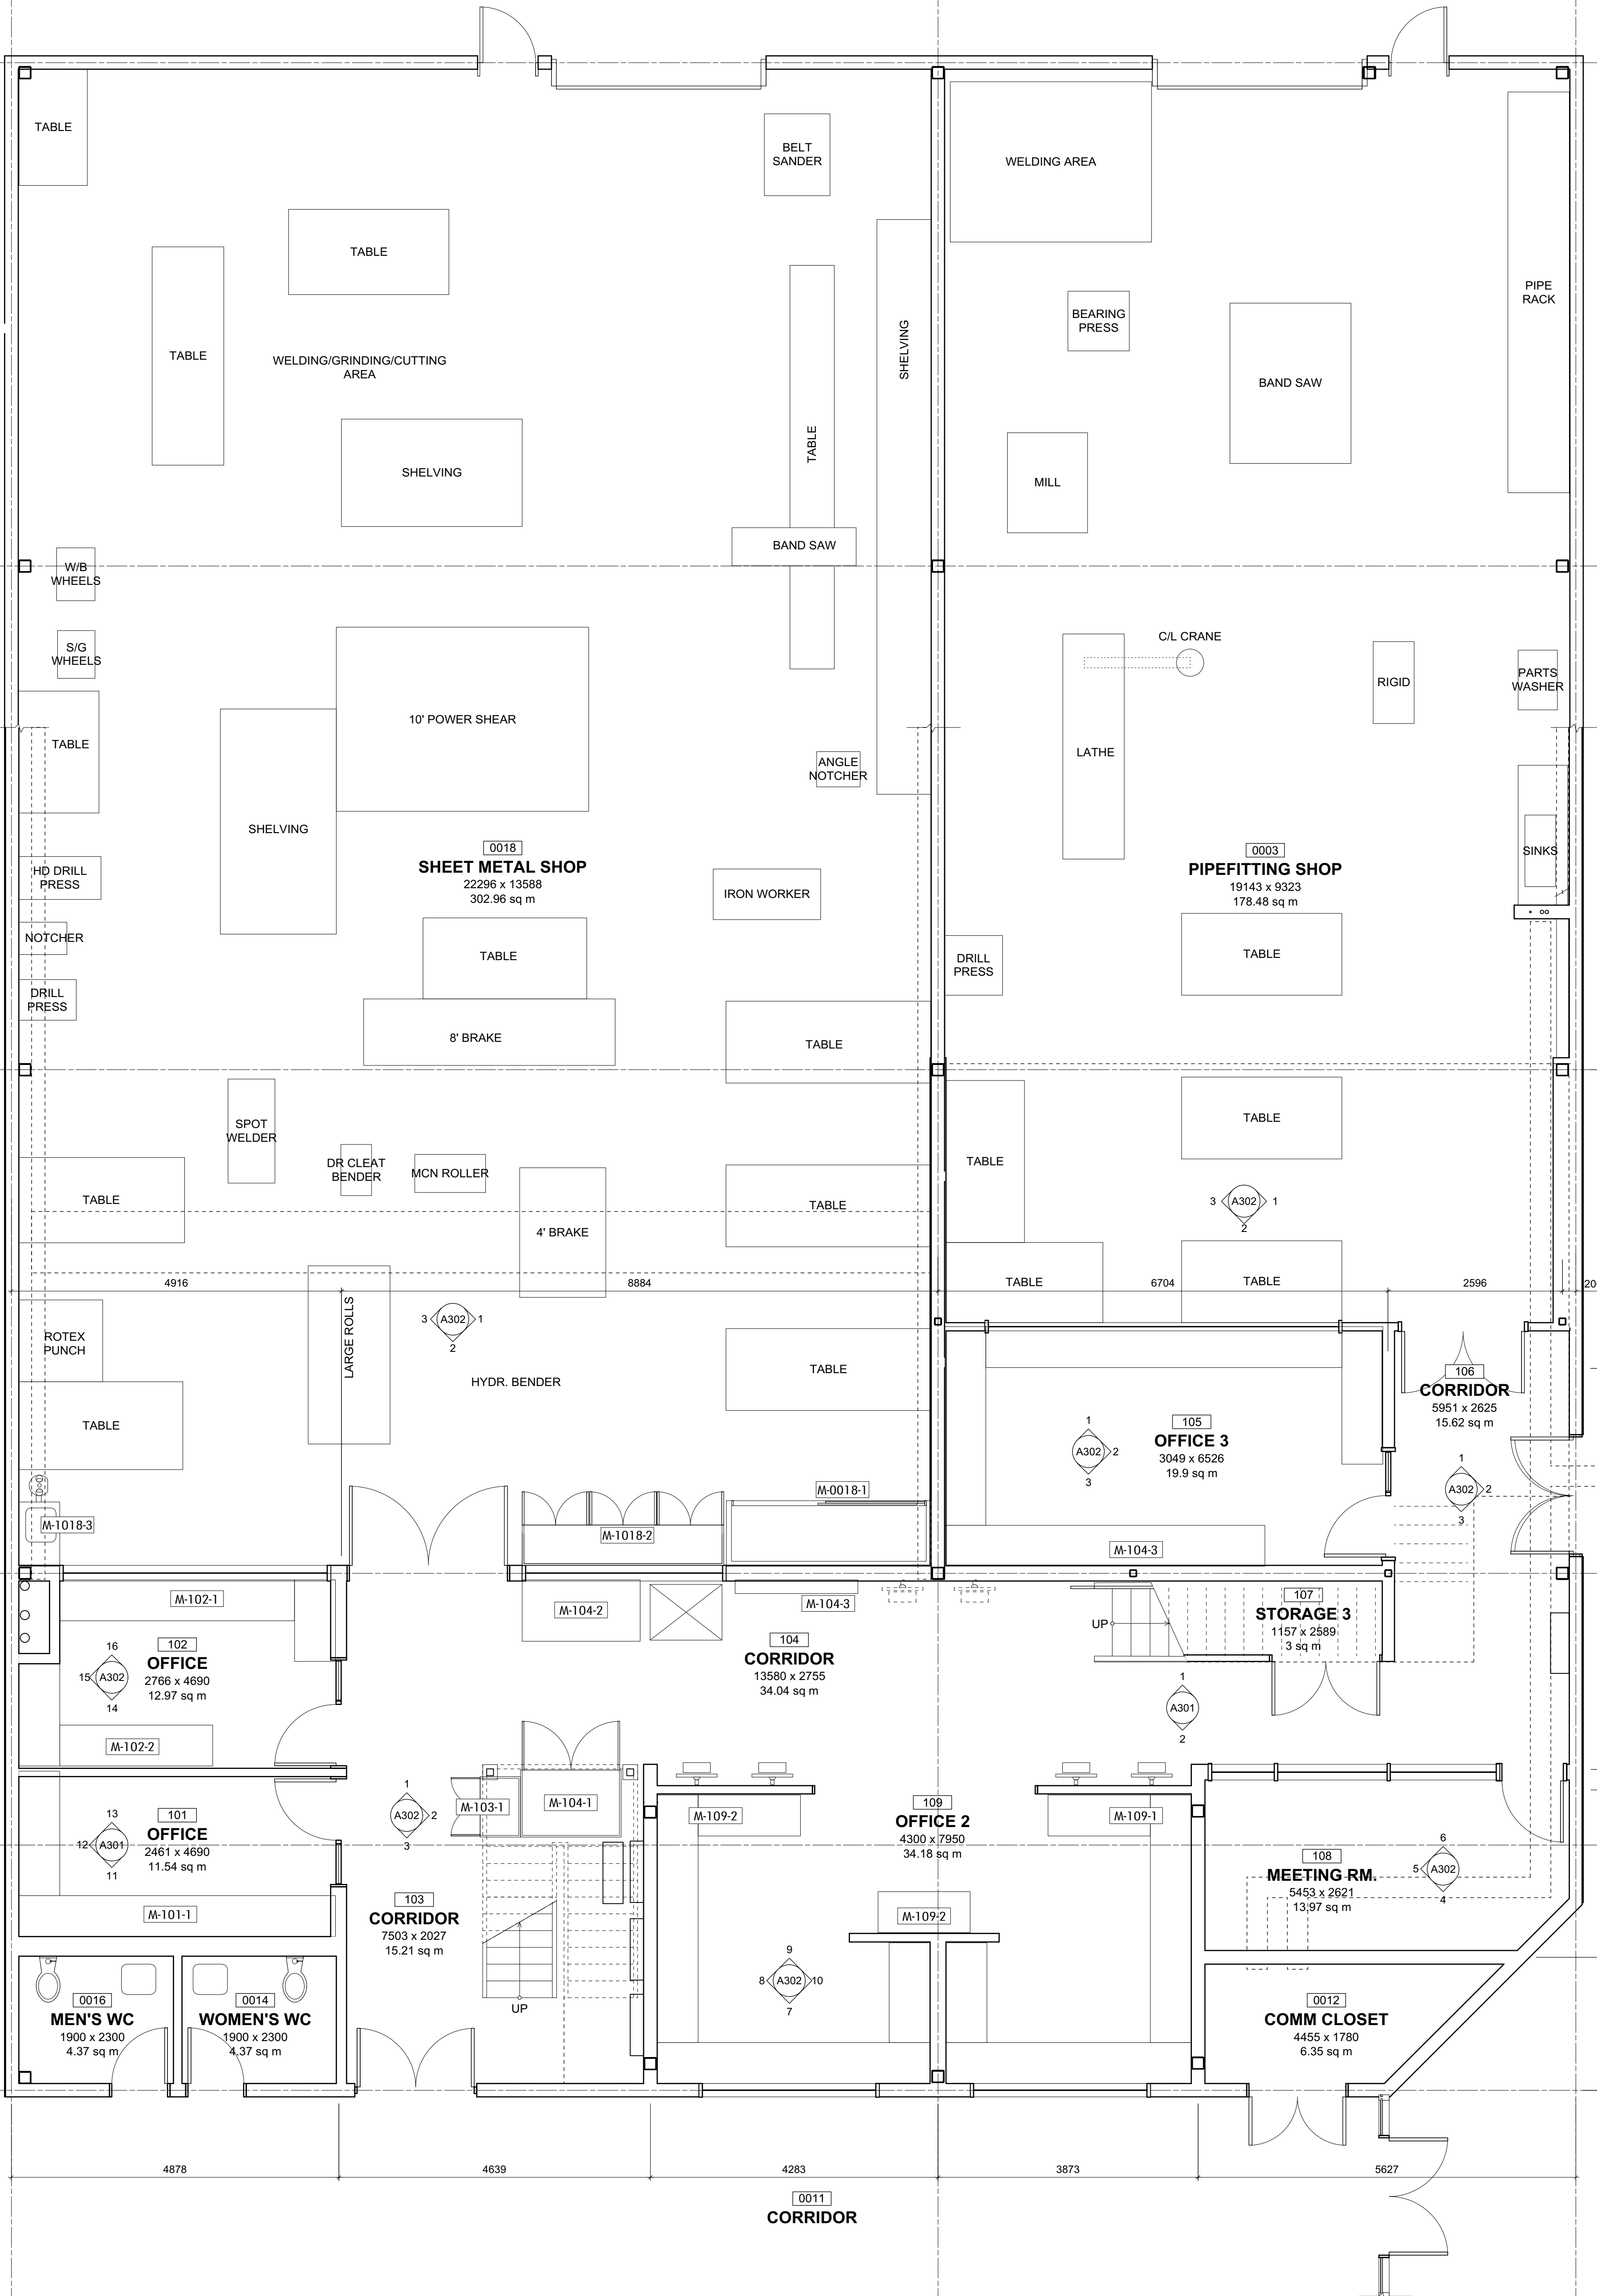 TABLE
BELT
SANDER
WELDING AREA
TABLE
PIPE
RACK
BEARING
PRESS
SHELVING
TABLE
WELDING/GRINDING/CUTTING
AREA
BAND SAW
TABLE
SHELVING
MILL
BAND SAW
W/B
WHEELS
C/L CRANE
S/G
WHEELS
RIGID
PARTS
WASHER
10' POWER SHEAR
TABLE
LATHE
ANGLE
NOTCHER
SHELVING
0018
SHEET METAL SHOP
22296 x 13588
302.96 sq m
0003
PIPEFITTING SHOP
19143 x 9323
178.48 sq m
SINKS
HD DRILL
PRESS
IRON WORKER
NOTCHER
TABLE
TABLE
DRILL
PRESS
DRILL
PRESS
8' BRAKE
TABLE
SPOT
WELDER
TABLE
DR CLEAT
BENDER
MCN ROLLER
TABLE
TABLE
TABLE
3
A302
1
2
4' BRAKE
4916
8884
6704
2596
20
TABLE
TABLE
ROTEX
PUNCH
LARGE ROLLS
3
A302
1
2
HYDR. BENDER
TABLE
106
CORRIDOR
5951 x 2625
15.62 sq m
TABLE
1
A302
2
3
105
OFFICE 3
3049 x 6526
19.9 sq m
1
A302
2
3
M-0018-1
M-1018-3
M-1018-2
M-104-3
M-102-1
M-104-2
M-104-3
UP
107
STORAGE 3
1157 x 2589
3 sq m
16
15
A302
14
102
OFFICE
2766 x 4690
12.97 sq m
104
CORRIDOR
13580 x 2755
34.04 sq m
1
A301
2
M-102-2
1
A302
2
3
M-103-1
M-104-1
M-109-2
109
OFFICE 2
4300 x 7950
34.18 sq m
M-109-1
13
12
A301
11
101
OFFICE
2461 x 4690
11.54 sq m
108
MEETING RM.
5453 x 2621
13.97 sq m
6
5
A302
4
M-101-1
103
CORRIDOR
7503 x 2027
15.21 sq m
M-109-2
9
8
A302
10
7
UP
0016
MEN'S WC
1900 x 2300
4.37 sq m
0014
WOMEN'S WC
1900 x 2300
4.37 sq m
0012
COMM CLOSET
4455 x 1780
6.35 sq m
4878
4639
4283
3873
5627
0011
CORRIDOR